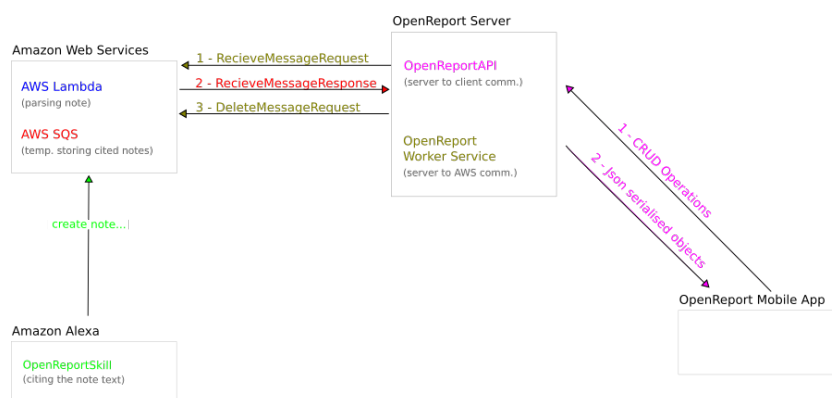 OpenReport Server
Amazon Web Services
1 - RecieveMessageRequest
OpenReportAPI
(server to client comm.)
AWS Lambda
(parsing note)
2 - RecieveMessageResponse
3 - DeleteMessageRequest
AWS SQS
(temp. storing cited notes)
OpenReport
Worker Service
(server to AWS comm.)
1 - CRUD Operations
2 - Json serialised objects
create note...|
OpenReport Mobile App
Amazon Alexa
OpenReportSkill
(citing the note text)